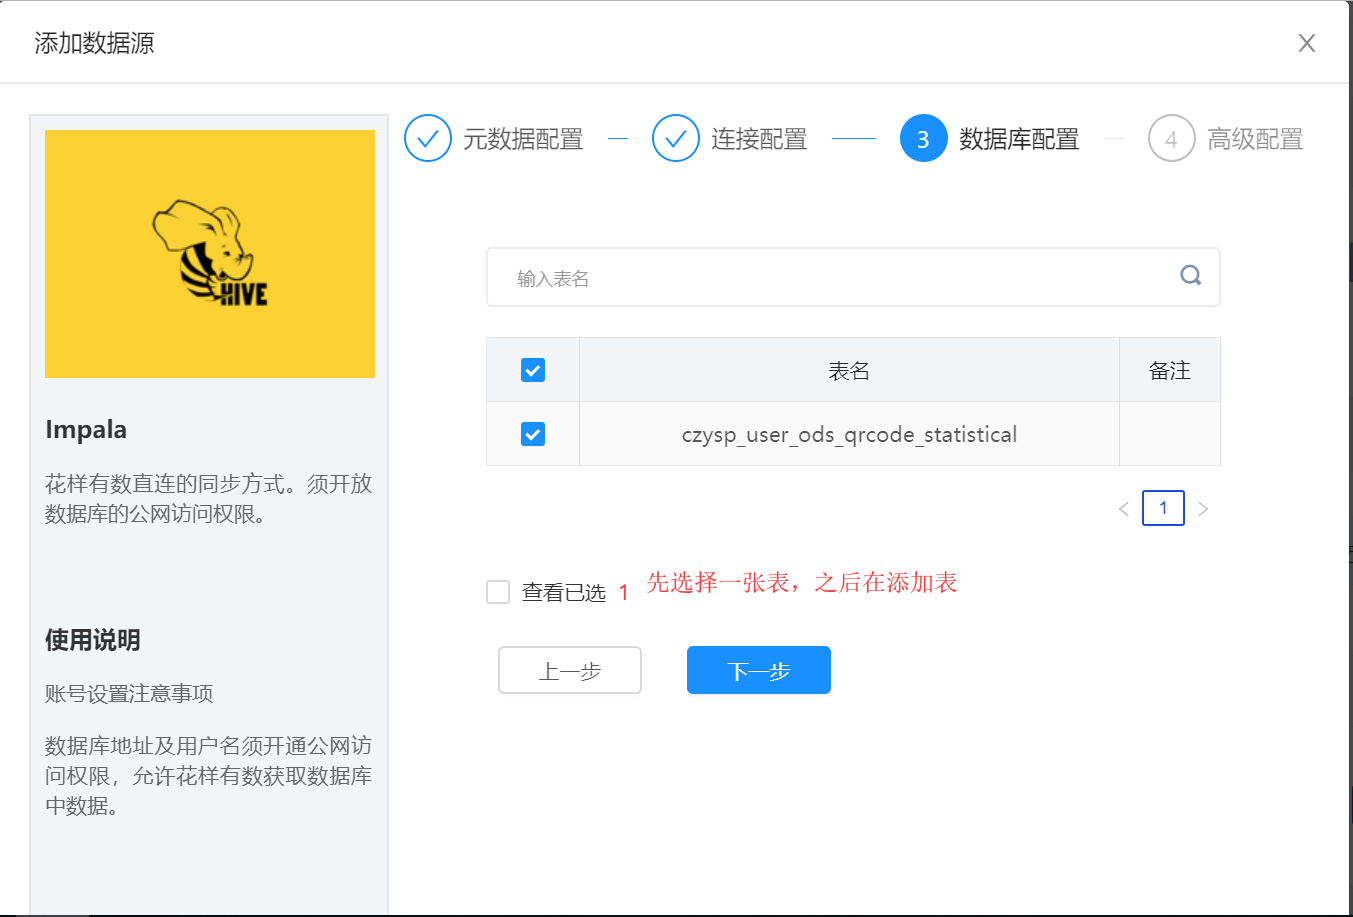 添加数据源
X
HIVE
Impala
花样有数直连的同步方式。须开放
数据库的公网访问权限。
使用说明
账号设置注意事项
数据库地址及用户名须开通公网访
问权限，允许花样有数获取数据库
中数据。
元数据配置
连接配置
3 数据库配置
4 高级配置
输入表名
表名 备注
czysp_user_ods_qrcode_statistical
< 1 >
查看已选 1 先选择一张表，之后在添加表
上一步 下一步